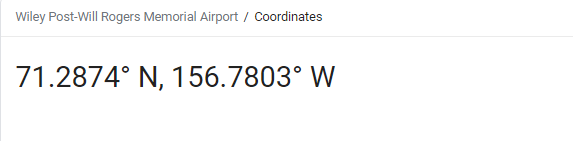 Wiley Post-Will Rogers Memorial Airport / Coordinates
71.2874° N, 156.7803° W